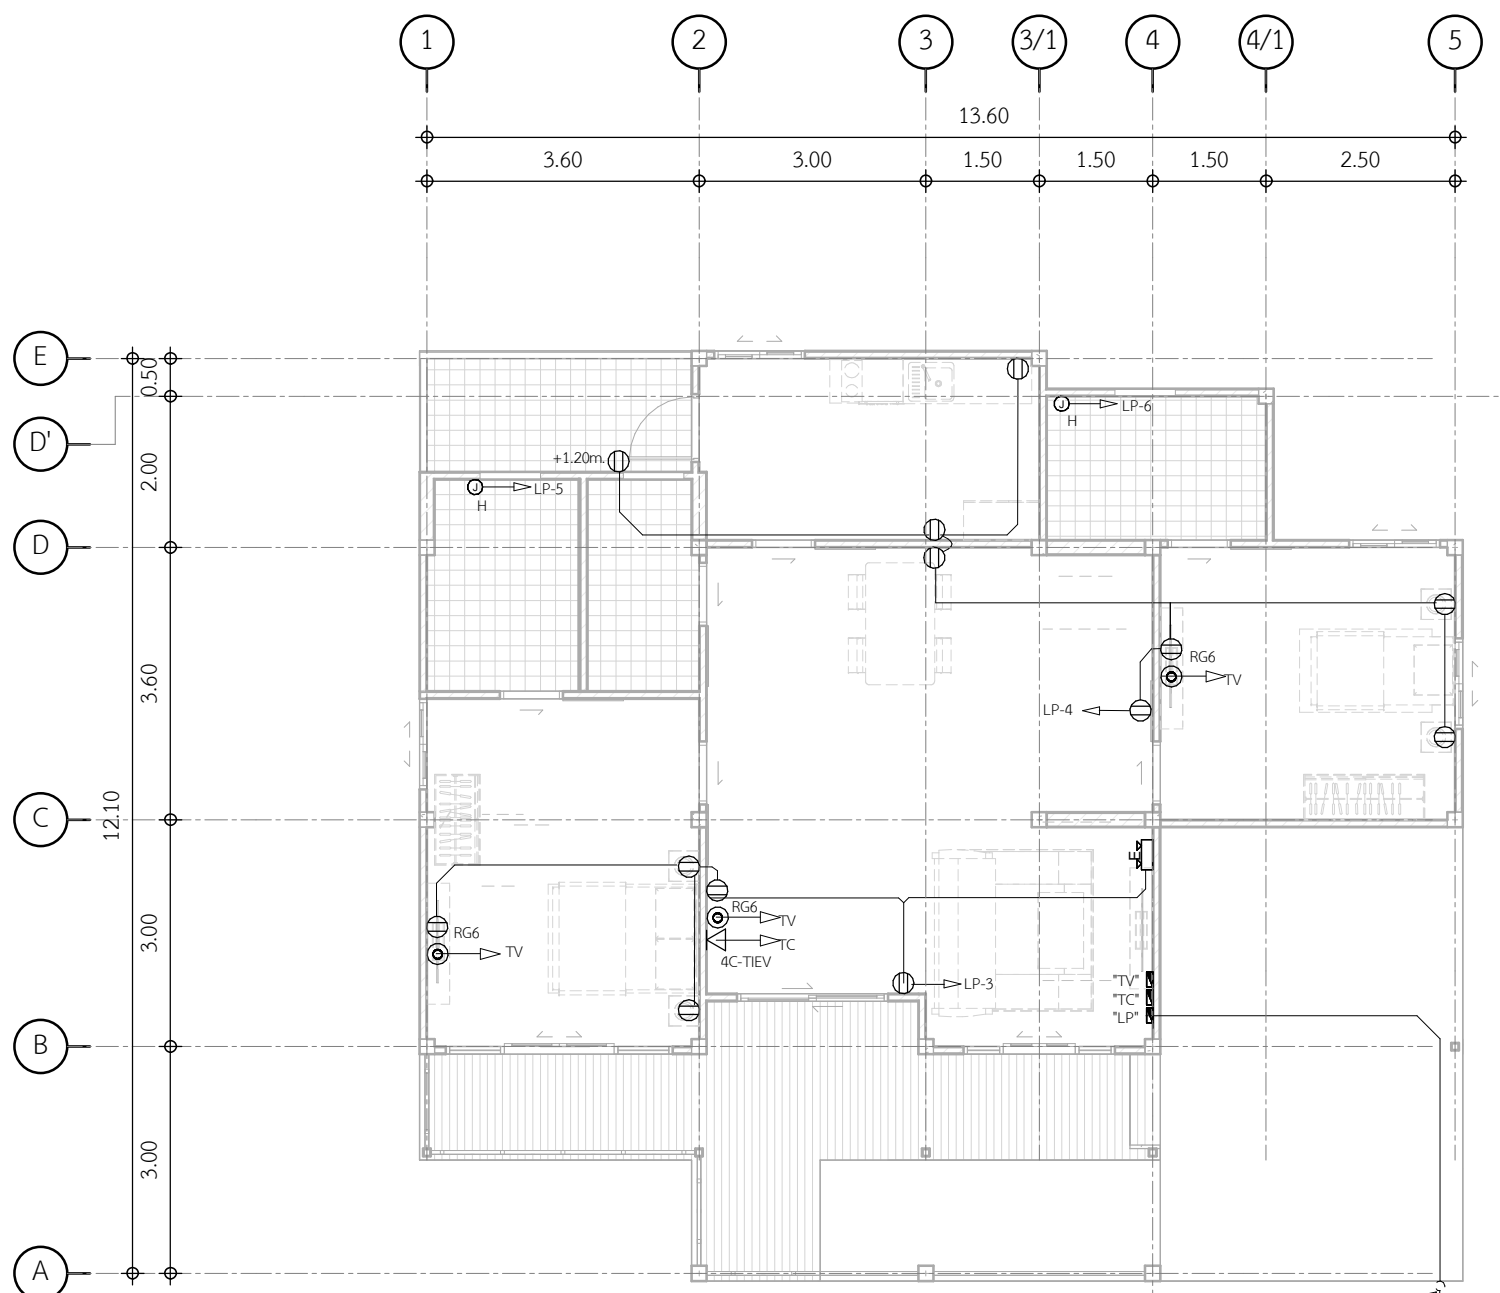 1 2 3 3/1 4 4/1 5
13.60
3.60 3.00 1.50 1.50 1.50 2.50
E
0.50
D'
LP-6
J
H
+1.20m.
2.00
J
LP-5
H
D
RG6
TV
3.60
LP-4
12.10
C
RG6
TV
RG6
TV
TC
4C-TIEV
3.00
LP-3
"TV"
"TC"
"LP"
B
3.00
A